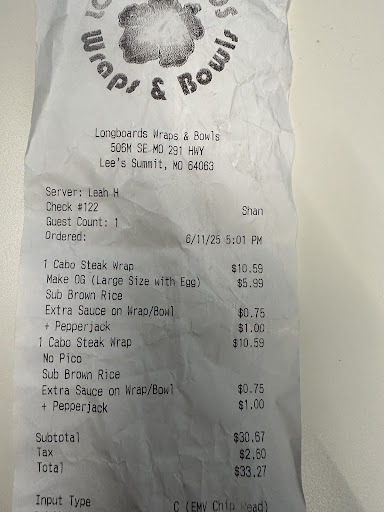 Wraps & Bowls
Longboards Wraps & Bowls
506M SE MO 291 HWY
Lee's Summit, MO 64063
Server: Leah H
Check #122 Shan
Guest Count: 1
Ordered: 6/11/25 5:01 PM
1 Cabo Steak Wrap $10.59
Make OG (Large Size with Egg) $5.99
Sub Brown Rice
Extra Sauce on Wrap/Bowl $0.75
+ Pepperjack $1.00
1 Cabo Steak Wrap $10.59
No Pico
Sub Brown Rice
Extra Sauce on Wrap/Bowl $0.75
+ Pepperjack $1.00
Subtotal $30.67
Tax $2.60
Total $33.27
Input Type C (EMV Chip Read)